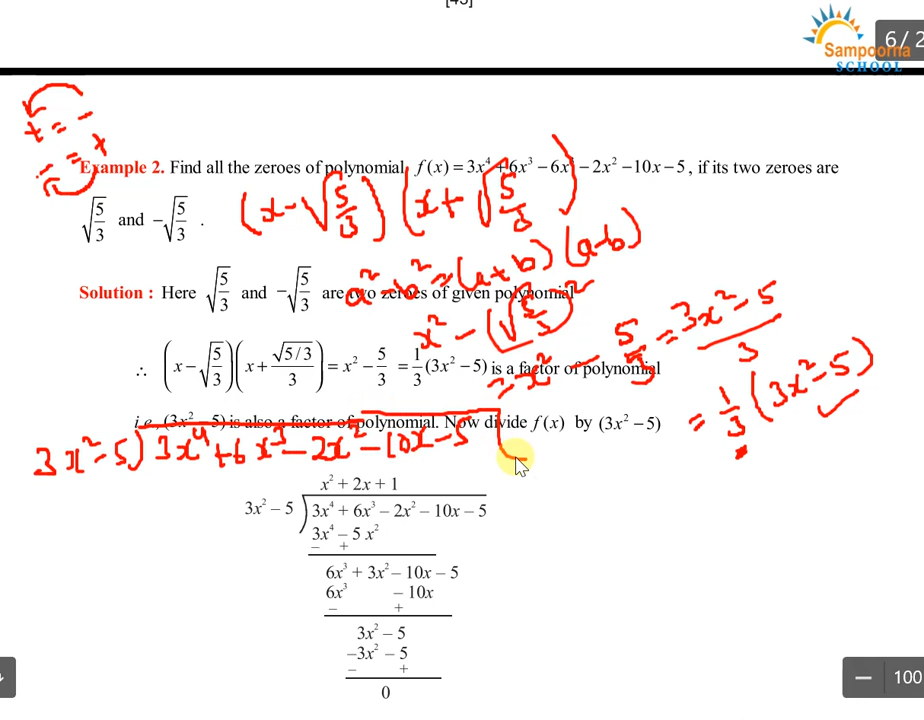 [45]
6 / 2
Sampoorna
SCHOOL
+ = -
- = +
Example 2. Find all the zeroes of polynomial, f(x) = 3x⁴ + 6x³ − 6x − 2x² − 10x − 5, if its two zeroes are
√(5/3) and −√(5/3) .
(x − √(5/3)) (x + √(5/3))
a² − b² = (a+b) (a−b)
Solution : Here √(5/3) and −√(5/3) are two zeroes of given polynomial
x² − (√(5/3))²
= x² − 5/3 = (3x² − 5)/3
∴ (x − √(5/3)) (x + √5/3 / 3) = x² − 5/3 = 1/3 (3x² − 5) is a factor of polynomial
= 1/3 (3x² − 5)
i.e., (3x² − 5) is also a factor of polynomial. Now divide f(x) by (3x² − 5)
3x² − 5) 3x⁴ + 6x³ − 2x² − 10x − 5 (
x² + 2x + 1
3x² − 5 ) 3x⁴ + 6x³ − 2x² − 10x − 5
3x⁴ − 5 x²
− +
6x³ + 3x² − 10x − 5
6x³ − 10x
− +
3x² − 5
−3x² − 5
− +
0
100